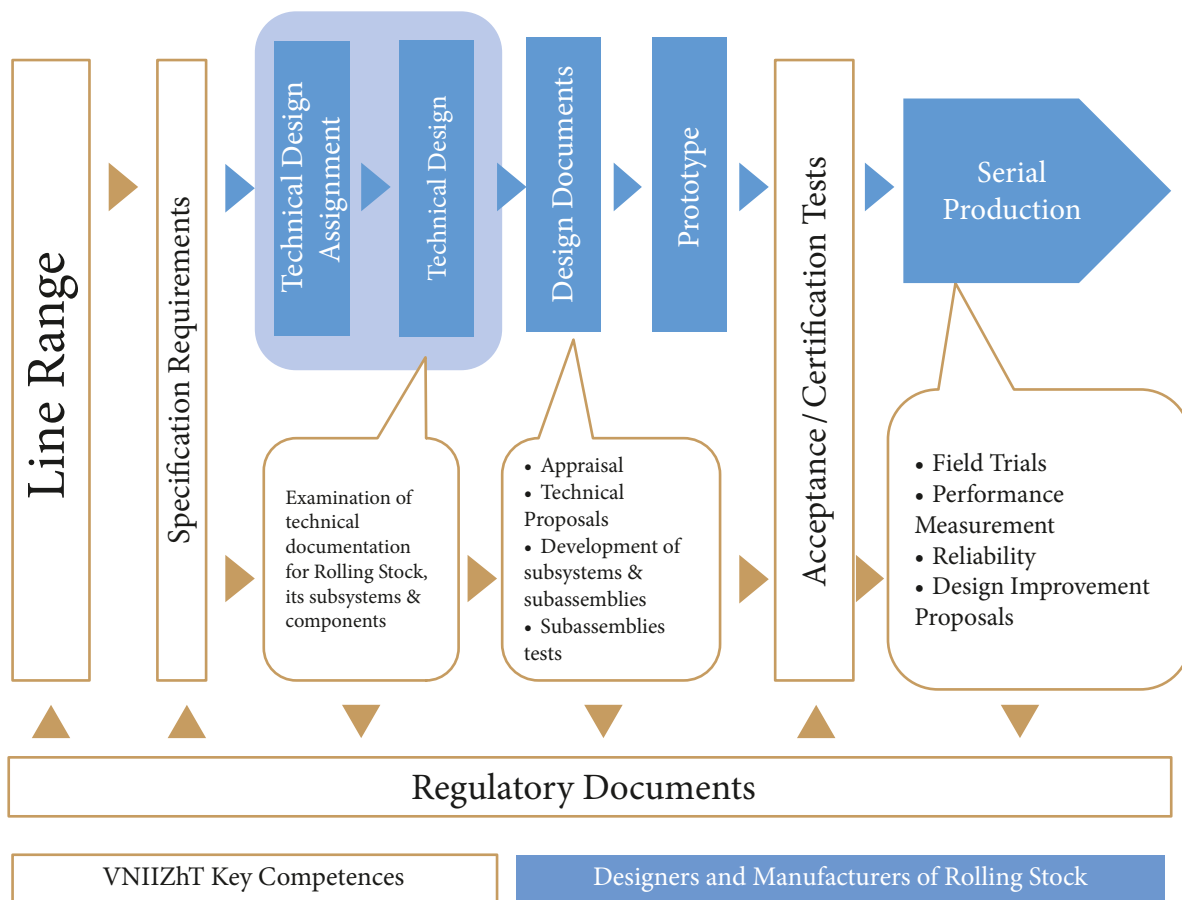 Line Range
Specification Requirements
Technical Design
Assignment
Technical Design
Design Documents
Prototype
Acceptance / Certification Tests
Serial
Production
Examination of
technical
documentation
for Rolling Stock,
its subsystems &
components
• Appraisal
• Technical
Proposals
• Development of
subsystems &
subassemblies
• Subassemblies
tests
• Field Trials
• Performance
Measurement
• Reliability
• Design Improvement
Proposals
Regulatory Documents
VNIIZhT Key Competences
Designers and Manufacturers of Rolling Stock